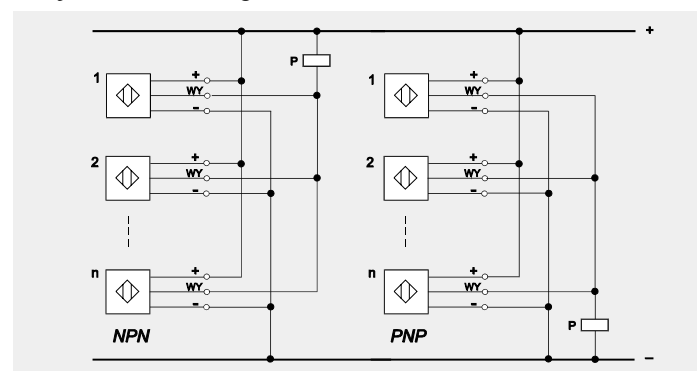 +
P
1 + WY -
1 + WY -
2 + WY -
2 + WY -
n + WY -
n + WY -
P
NPN PNP
-